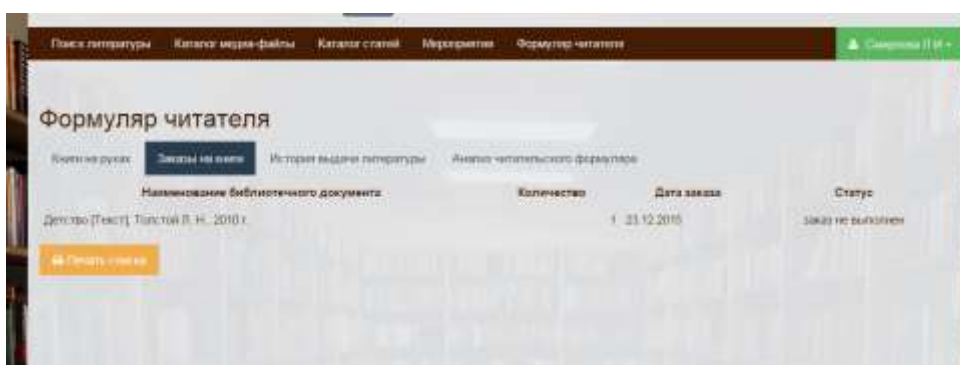 Поиск литературы Каталог медиа-файлы Каталог статей Мероприятия Формуляр читателя Смирнова Л.И.
Формуляр читателя
Книги на руках Заказы на книги История выдачи литературы Анализ читательского формуляра
Наименование библиотечного документа Количество Дата заказа Статус
Детство [Текст], Толстой Л. Н., 2010 г. 1 23.12.2015 заказ не выполнен
Печать списка